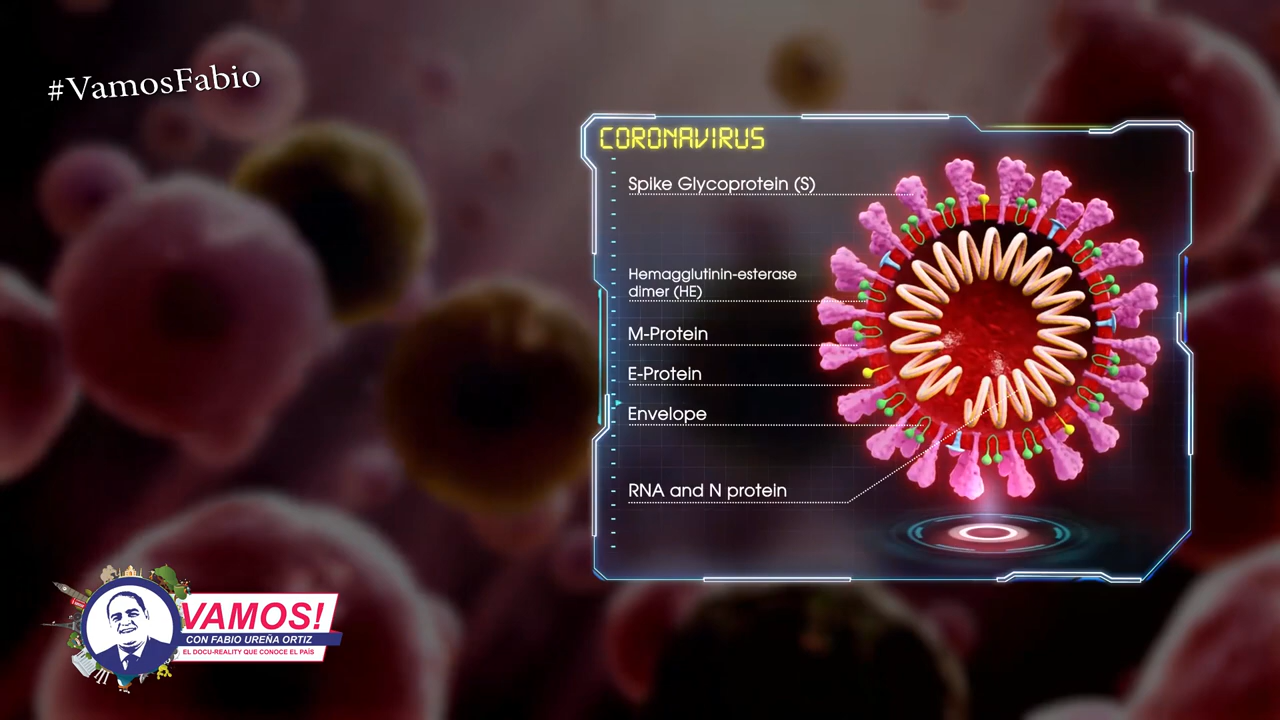 #VamosFabio
CORONAVIRUS
Spike Glycoprotein (S)
Hemagglutinin-esterase
dimer (HE)
M-Protein
E-Protein
Envelope
RNA and N protein
VAMOS!
CON FABIO UREÑA ORTIZ
EL DOCU-REALITY QUE CONOCE EL PAÍS